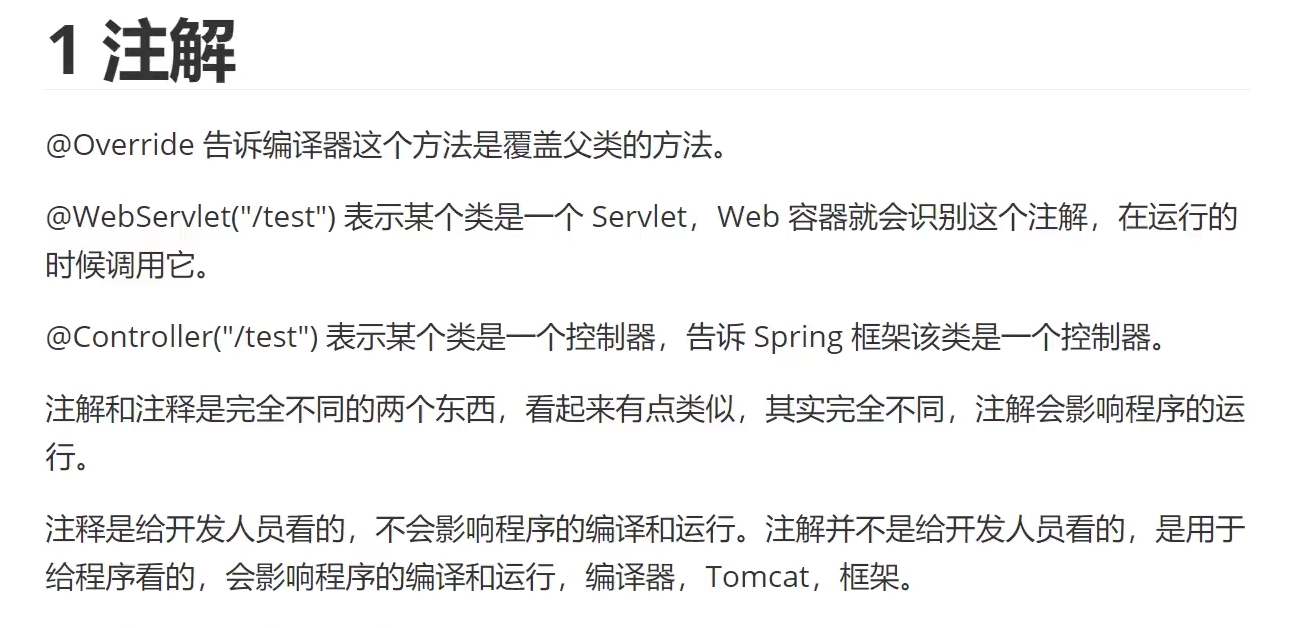 1 注解
@Override 告诉编译器这个方法是覆盖父类的方法。
@WebServlet("/test") 表示某个类是一个 Servlet，Web 容器就会识别这个注解，在运行的
时候调用它。
@Controller("/test") 表示某个类是一个控制器，告诉 Spring 框架该类是一个控制器。
注解和注释是完全不同的两个东西，看起来有点类似，其实完全不同，注解会影响程序的运
行。
注释是给开发人员看的，不会影响程序的编译和运行。注解并不是给开发人员看的，是用于
给程序看的，会影响程序的编译和运行，编译器，Tomcat，框架。